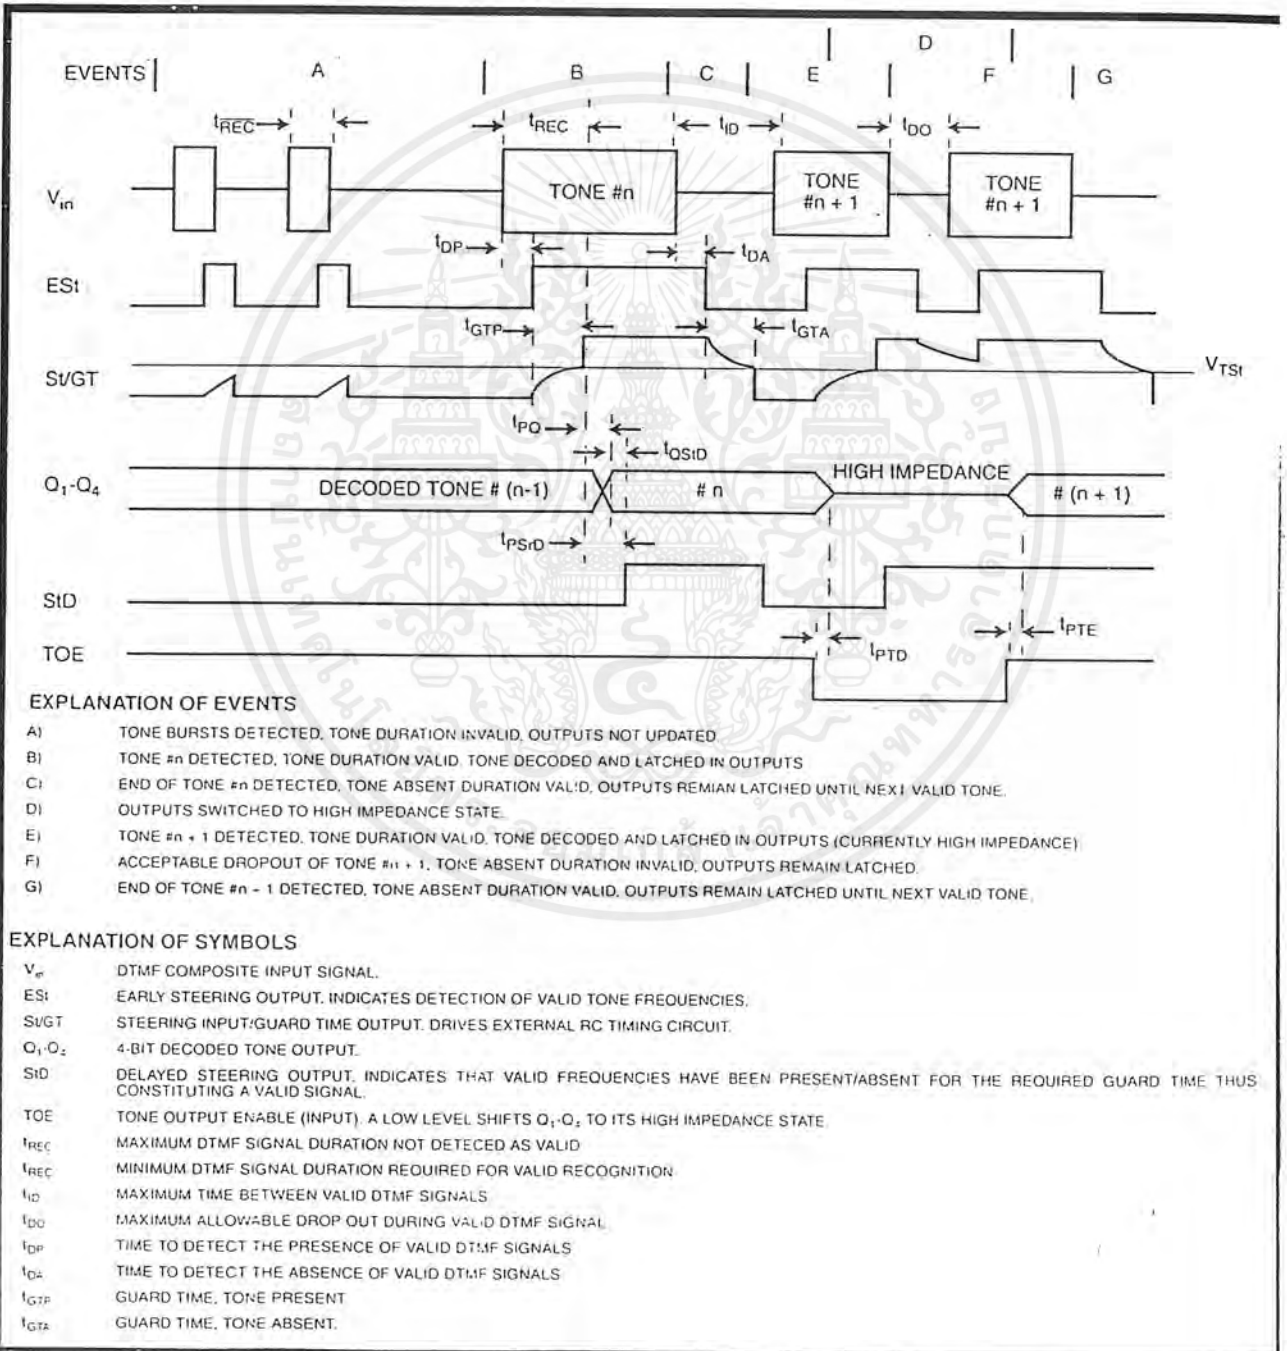 D
EVENTS A B C E F G
tREC tREC tID tDO
Vin TONE #n TONE #n + 1 TONE #n + 1
tDP tDA
ESt
tGTP tGTA
St/GT VTSt
tPQ tQStD
Q1-Q4 DECODED TONE # (n-1) # n HIGH IMPEDANCE # (n + 1)
tPSrD
StD
tPTD tPTE
TOE
EXPLANATION OF EVENTS
A) TONE BURSTS DETECTED, TONE DURATION INVALID, OUTPUTS NOT UPDATED
B) TONE #n DETECTED, TONE DURATION VALID, TONE DECODED AND LATCHED IN OUTPUTS
C) END OF TONE #n DETECTED, TONE ABSENT DURATION VALID, OUTPUTS REMIAN LATCHED UNTIL NEXT VALID TONE.
D) OUTPUTS SWITCHED TO HIGH IMPEDANCE STATE.
E) TONE #n + 1 DETECTED, TONE DURATION VALID, TONE DECODED AND LATCHED IN OUTPUTS (CURRENTLY HIGH IMPEDANCE)
F) ACCEPTABLE DROPOUT OF TONE #n + 1, TONE ABSENT DURATION INVALID, OUTPUTS REMAIN LATCHED.
G) END OF TONE #n - 1 DETECTED, TONE ABSENT DURATION VALID, OUTPUTS REMAIN LATCHED UNTIL NEXT VALID TONE.
EXPLANATION OF SYMBOLS
Vin DTMF COMPOSITE INPUT SIGNAL.
ESt EARLY STEERING OUTPUT. INDICATES DETECTION OF VALID TONE FREQUENCIES.
St/GT STEERING INPUT/GUARD TIME OUTPUT. DRIVES EXTERNAL RC TIMING CIRCUIT.
Q1-Q4 4-BIT DECODED TONE OUTPUT.
StD DELAYED STEERING OUTPUT. INDICATES THAT VALID FREQUENCIES HAVE BEEN PRESENT/ABSENT FOR THE REQUIRED GUARD TIME THUS
CONSTITUTING A VALID SIGNAL.
TOE TONE OUTPUT ENABLE (INPUT). A LOW LEVEL SHIFTS Q1-Q4 TO ITS HIGH IMPEDANCE STATE
tREC MAXIMUM DTMF SIGNAL DURATION NOT DETECED AS VALID
tREC MINIMUM DTMF SIGNAL DURATION REQUIRED FOR VALID RECOGNITION
tID MAXIMUM TIME BETWEEN VALID DTMF SIGNALS
tDO MAXIMUM ALLOWABLE DROP OUT DURING VALID DTMF SIGNAL
tDP TIME TO DETECT THE PRESENCE OF VALID DTMF SIGNALS
tDA TIME TO DETECT THE ABSENCE OF VALID DTMF SIGNALS
tGTP GUARD TIME, TONE PRESENT
tGTA GUARD TIME, TONE ABSENT.